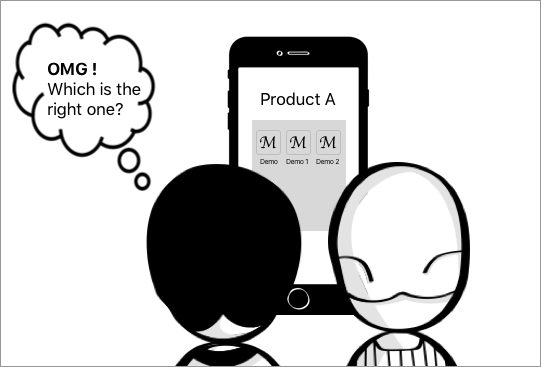 OMG !
Which is the
right one?
Product A
M M M
Demo Demo 1 Demo 2